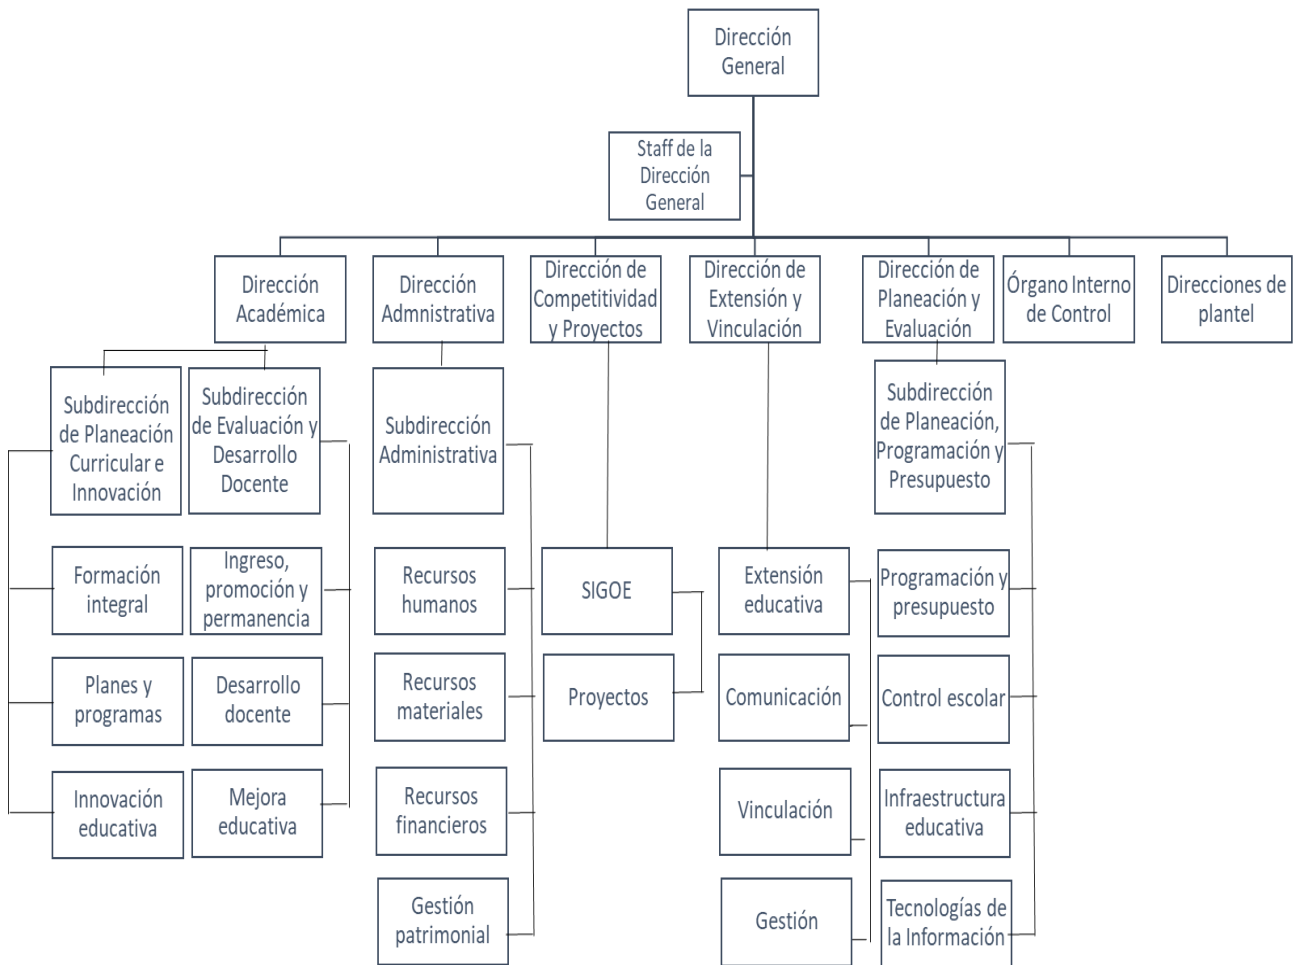 Dirección
General
Staff de la
Dirección
General
Dirección
Académica
Dirección
Admnistrativa
Dirección de
Competitividad
y Proyectos
Dirección de
Extensión y
Vinculación
Dirección de
Planeación y
Evaluación
Órgano Interno
de Control
Direcciones de
plantel
Subdirección
de Planeación
Curricular e
Innovación
Subdirección
de Evaluación y
Desarrollo
Docente
Subdirección
Administrativa
Subdirección
de Planeación,
Programación y
Presupuesto
Formación
integral
Ingreso,
promoción y
permanencia
Recursos
humanos
SIGOE
Extensión
educativa
Programación y
presupuesto
Planes y
programas
Desarrollo
docente
Recursos
materiales
Proyectos
Comunicación
Control escolar
Innovación
educativa
Mejora
educativa
Recursos
financieros
Vinculación
Infraestructura
educativa
Gestión
patrimonial
Gestión
Tecnologías de
la Información